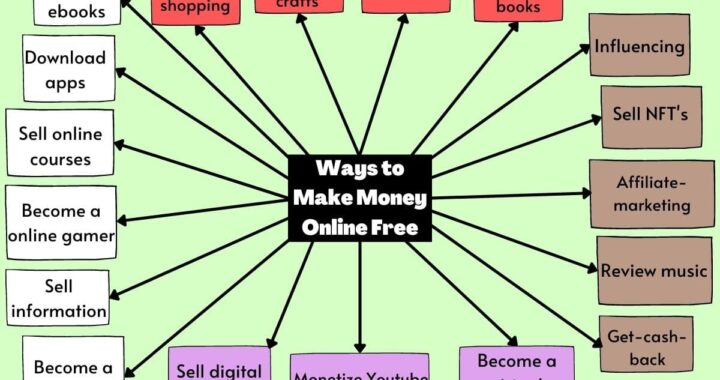 ebooks
shopping
crafts
books
Download
apps
Sell online
courses
Become a
online gamer
Sell
information
Become a
Ways to
Make Money
Online Free
Influencing
Sell NFT's
Affiliate-
marketing
Review music
Get-cash-
back
Sell digital
Monetize Youtube
Become a